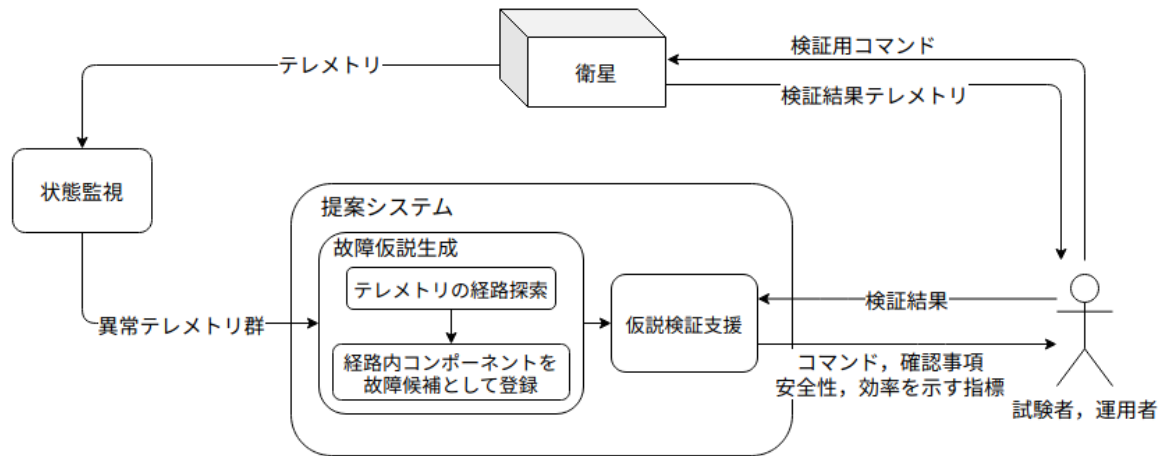 検証用コマンド
テレメトリ
衛星
検証結果テレメトリ
状態監視
提案システム
故障仮説生成
テレメトリの経路探索
検証結果
異常テレメトリ群
仮説検証支援
経路内コンポーネントを
故障候補として登録
コマンド，確認事項
安全性，効率を示す指標
試験者，運用者